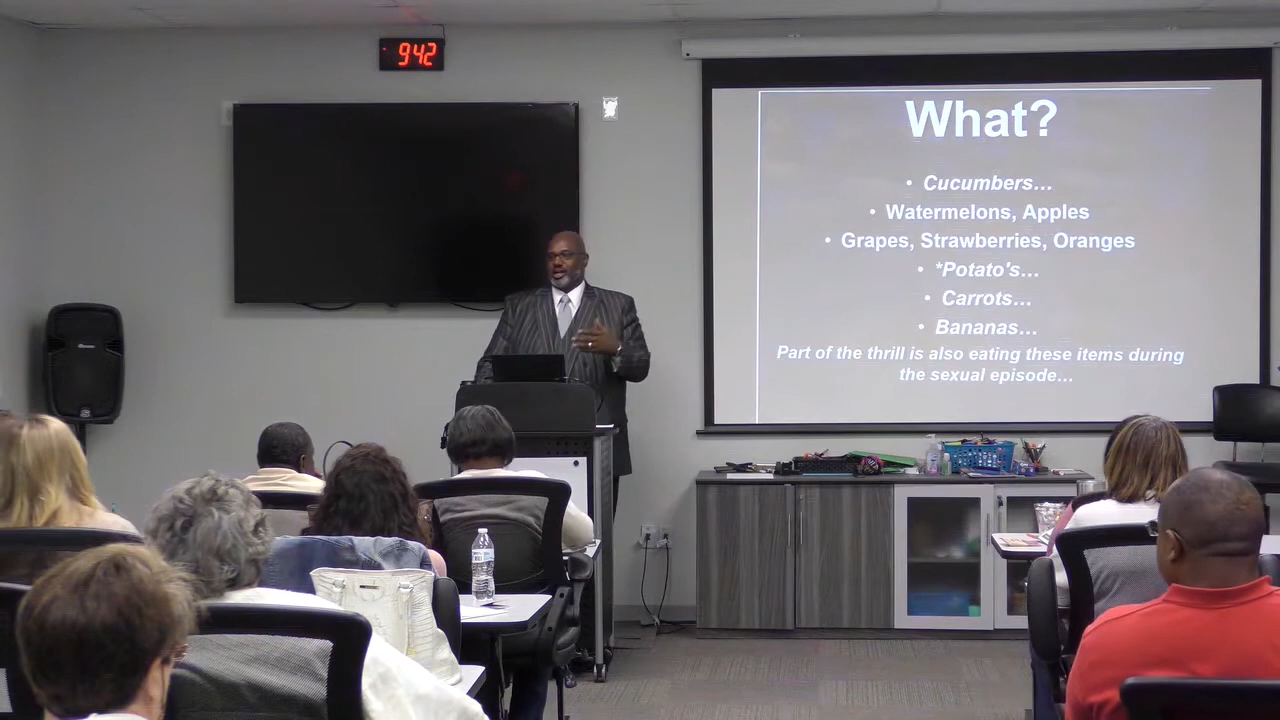 942
What?
• Cucumbers...
• Watermelons, Apples
• Grapes, Strawberries, Oranges
• *Potato's...
• Carrots...
• Bananas...
Part of the thrill is also eating these items during
the sexual episode...